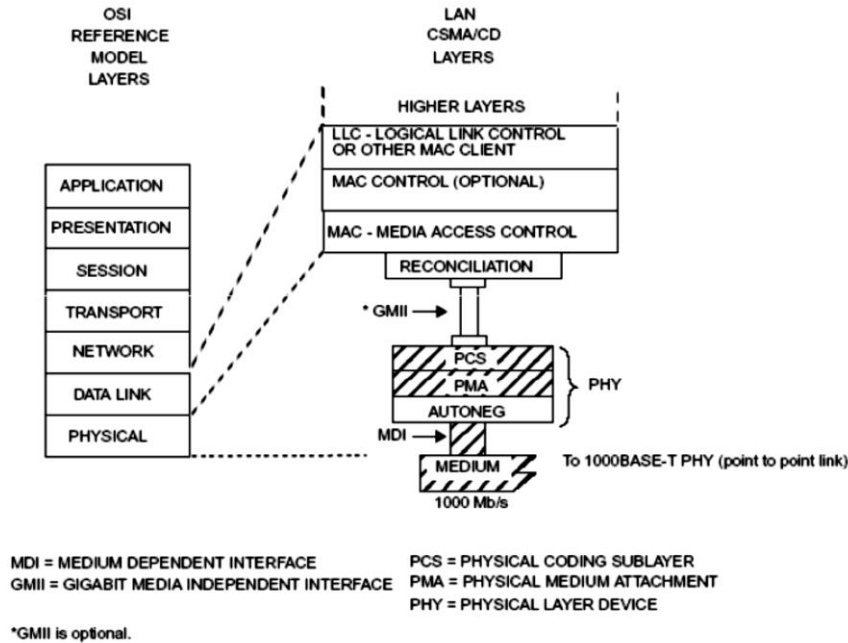 OSI
REFERENCE
MODEL
LAYERS
LAN
CSMA/CD
LAYERS
HIGHER LAYERS
LLC - LOGICAL LINK CONTROL
OR OTHER MAC CLIENT
MAC CONTROL (OPTIONAL)
MAC - MEDIA ACCESS CONTROL
RECONCILIATION
APPLICATION
PRESENTATION
SESSION
TRANSPORT
NETWORK
DATA LINK
PHYSICAL
* GMII
PCS
PMA
AUTONEG
PHY
MDI
MEDIUM
To 1000BASE-T PHY (point to point link)
1000 Mb/s
MDI = MEDIUM DEPENDENT INTERFACE
GMII = GIGABIT MEDIA INDEPENDENT INTERFACE
PCS = PHYSICAL CODING SUBLAYER
PMA = PHYSICAL MEDIUM ATTACHMENT
PHY = PHYSICAL LAYER DEVICE
*GMII is optional.